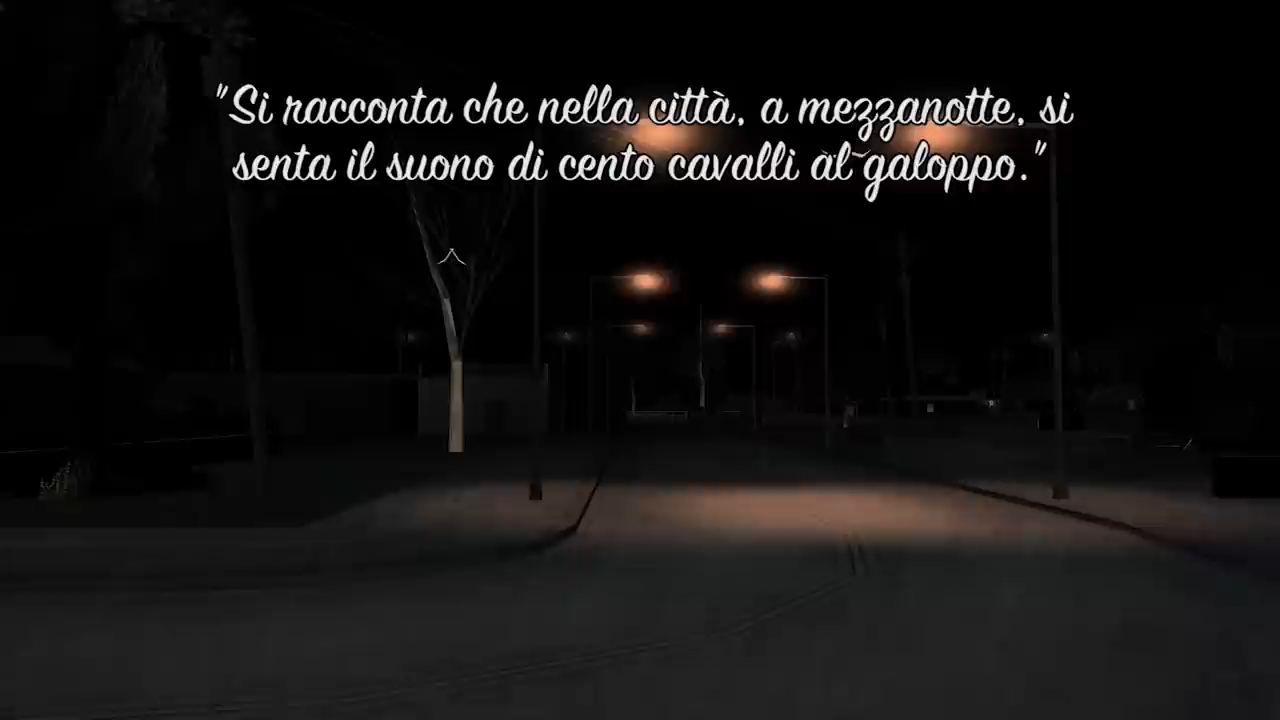 "Si racconta che nella città, a mezzanotte, si
senta il suono di cento cavalli al galoppo."